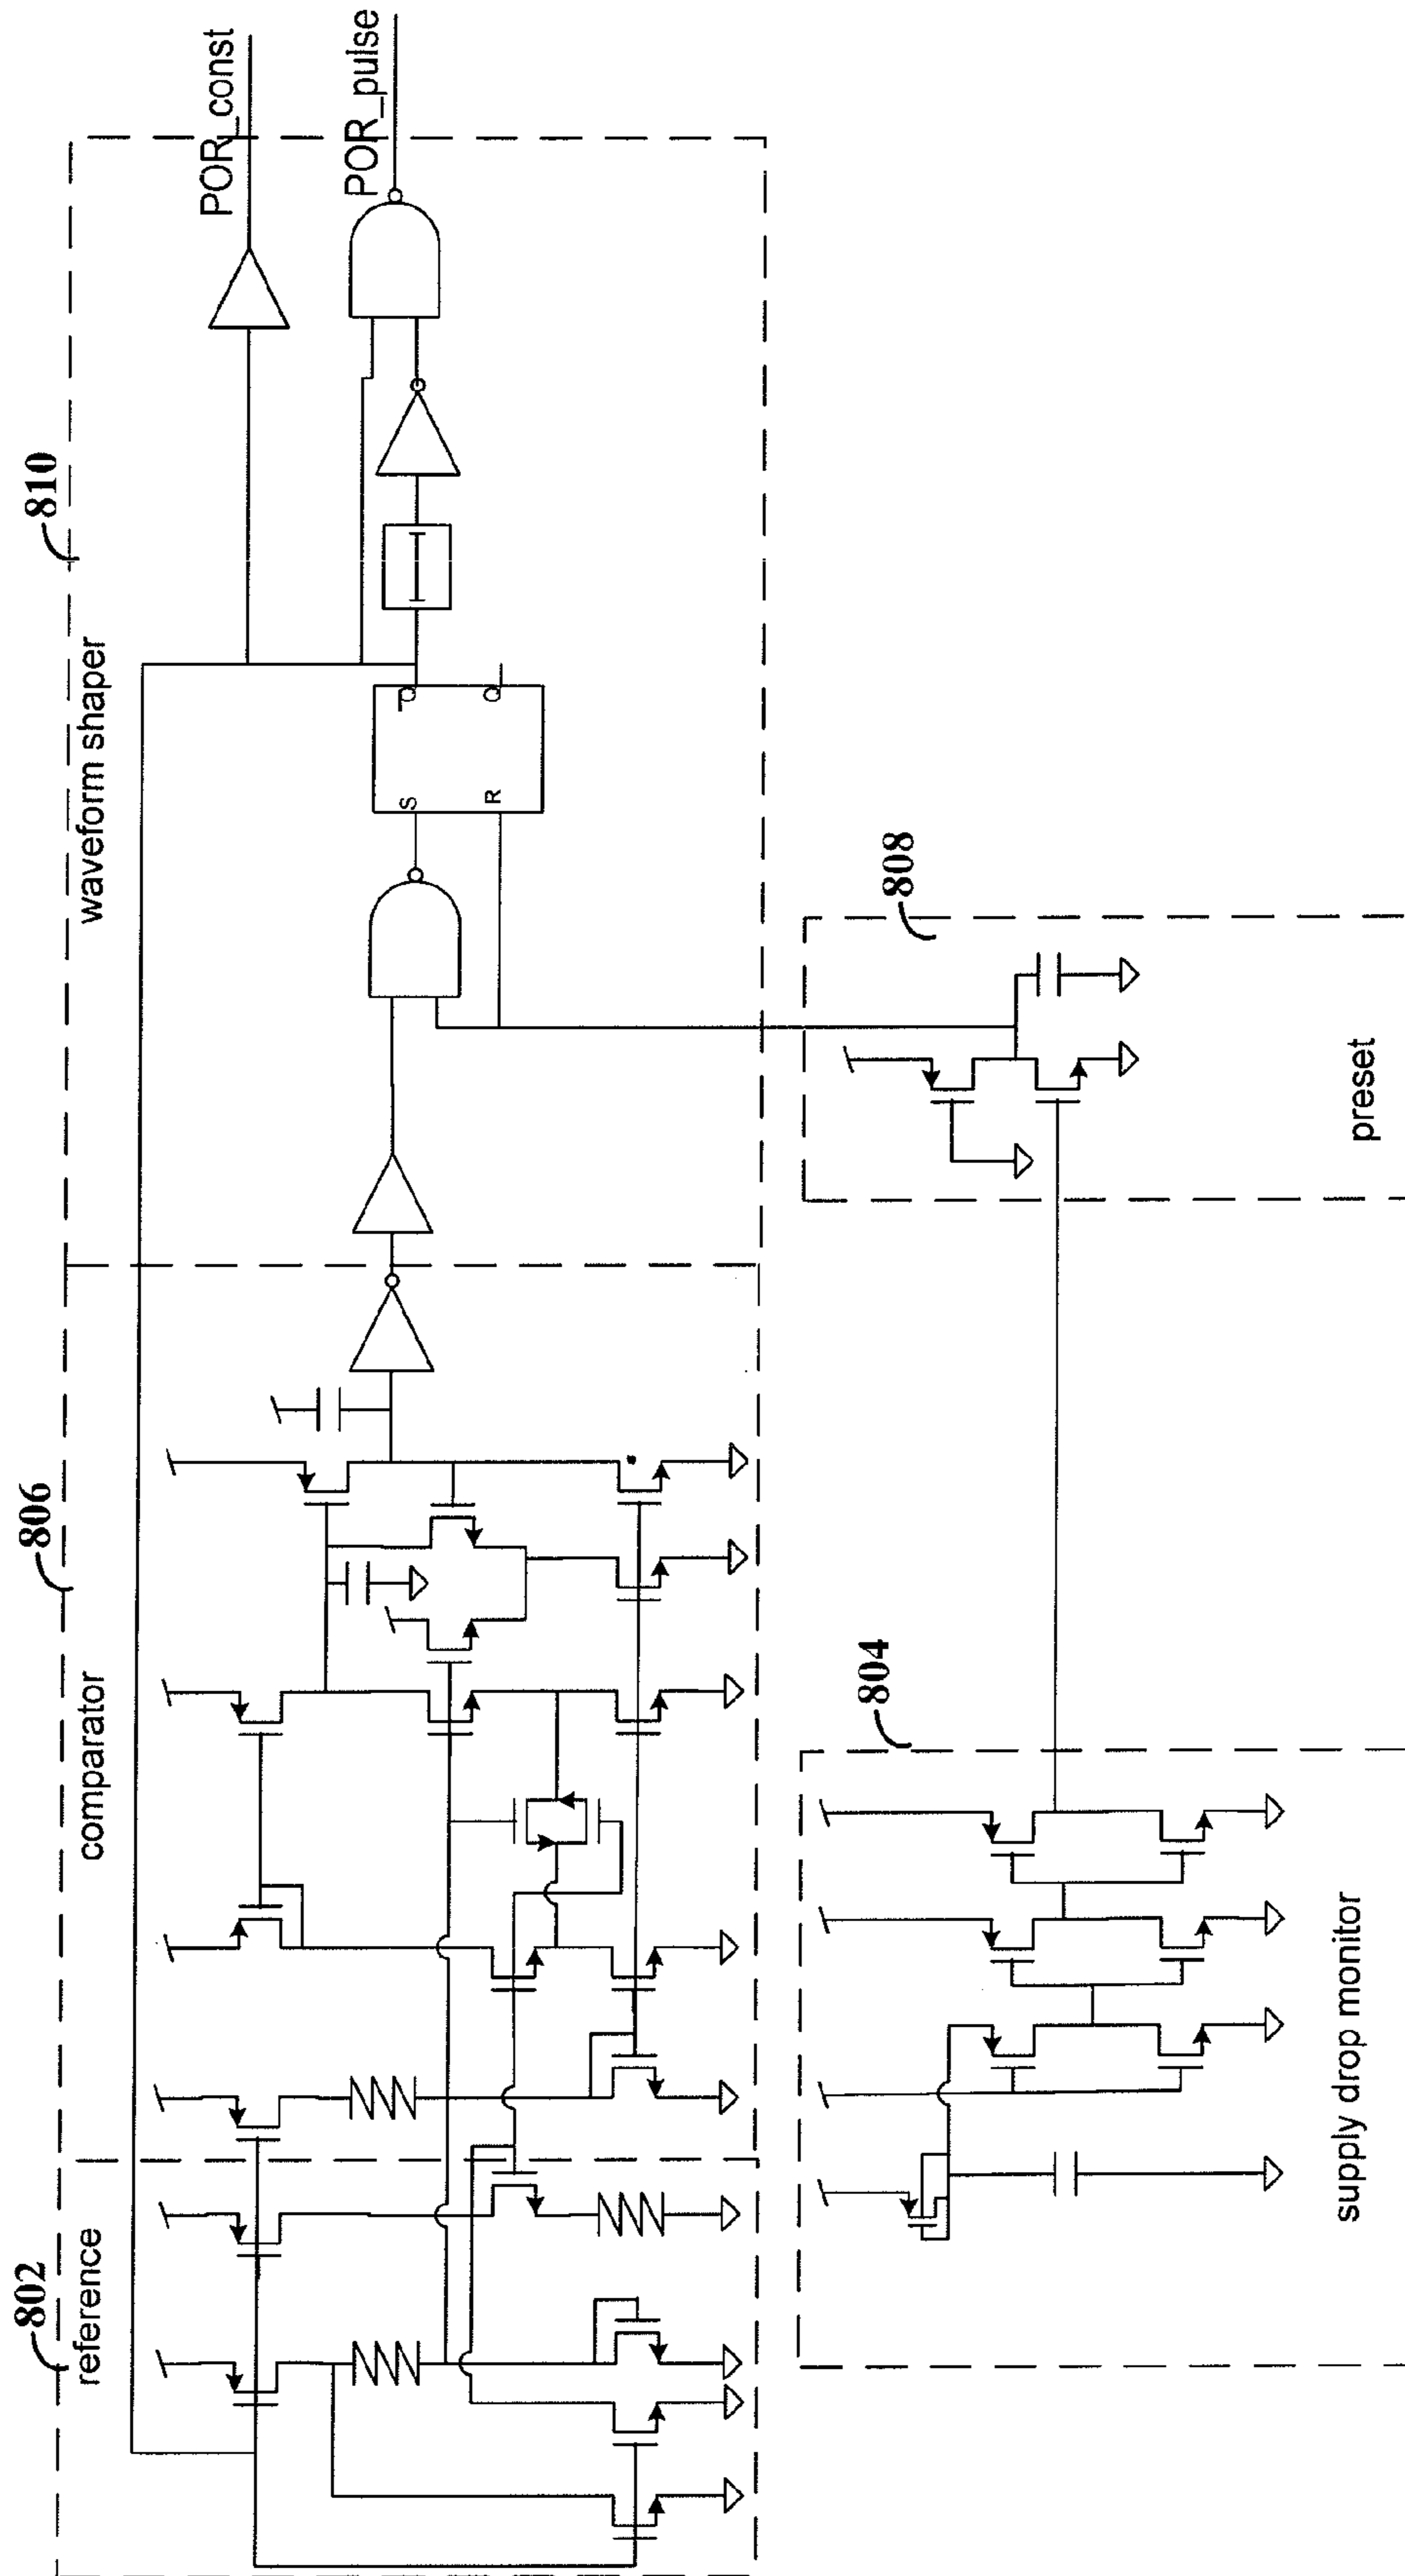 802
reference
806
comparator
810
waveform shaper
POR_const
POR_pulse
S
R
Q
Q
804
supply drop monitor
808
preset